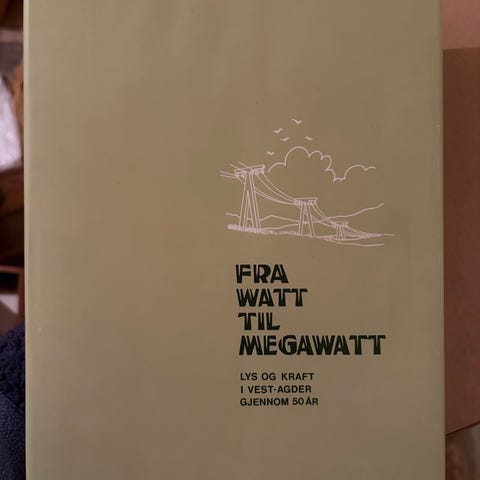 FRA
WATT
TIL
MEGAWATT
LYS OG KRAFT
I VEST-AGDER
GJENNOM 50 ÅR